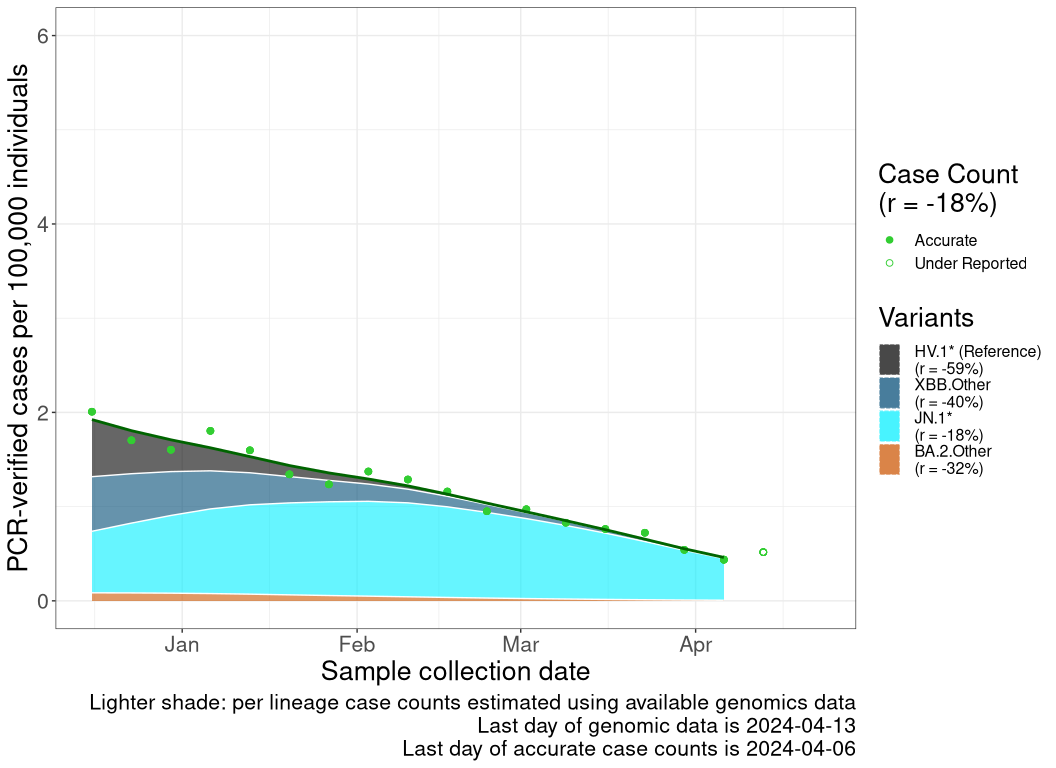 PCR-verified cases per 100,000 individuals
6
4
2
0
Jan Feb Mar Apr
Sample collection date
Case Count
(r = -18%)
Accurate
Under Reported
Variants
HV.1* (Reference)
(r = -59%)
XBB.Other
(r = -40%)
JN.1*
(r = -18%)
BA.2.Other
(r = -32%)
Lighter shade: per lineage case counts estimated using available genomics data
Last day of genomic data is 2024-04-13
Last day of accurate case counts is 2024-04-06